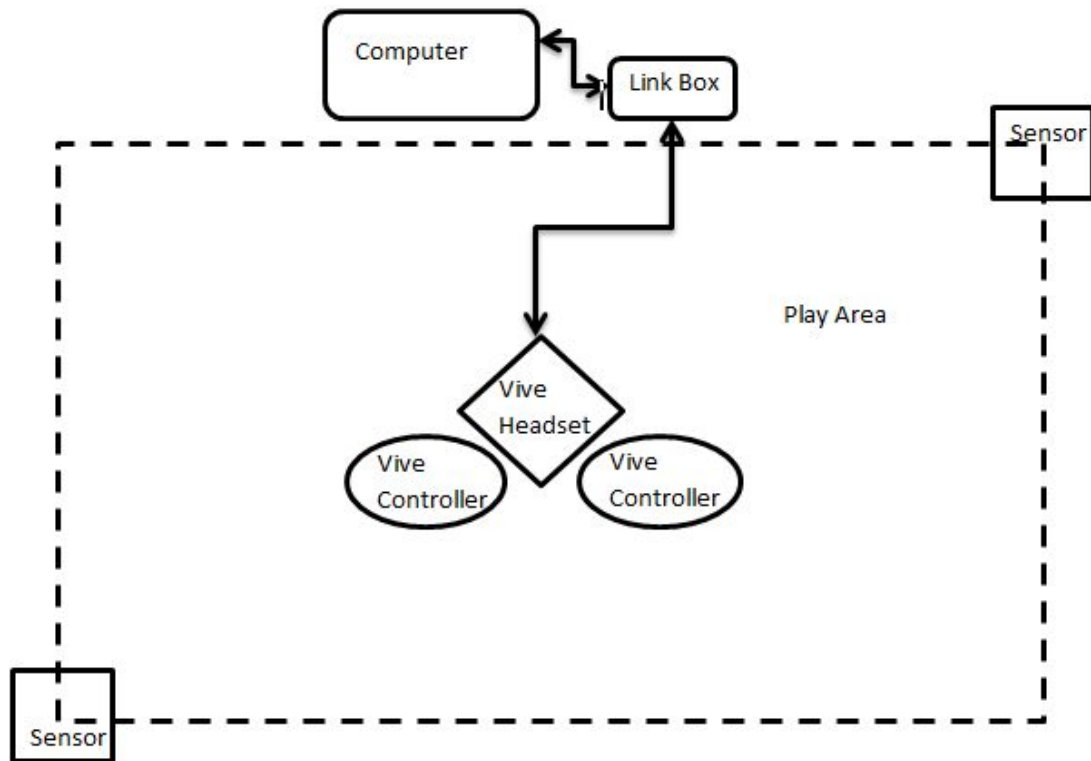 Computer
Link Box
Sensor
Play Area
Vive
Headset
Vive
Controller
Vive
Controller
Sensor